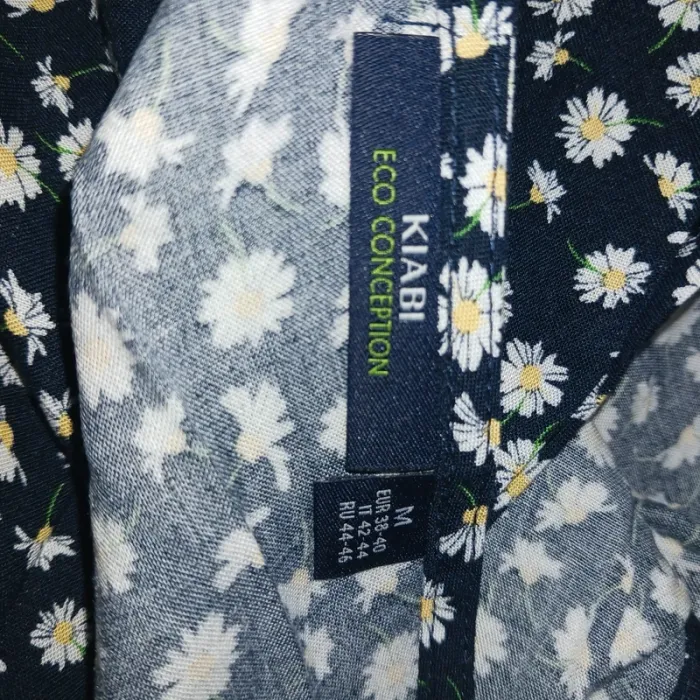 KIABI
ECO CONCEPTION
M
EUR 38-40
IT 42-44
RU 44-46